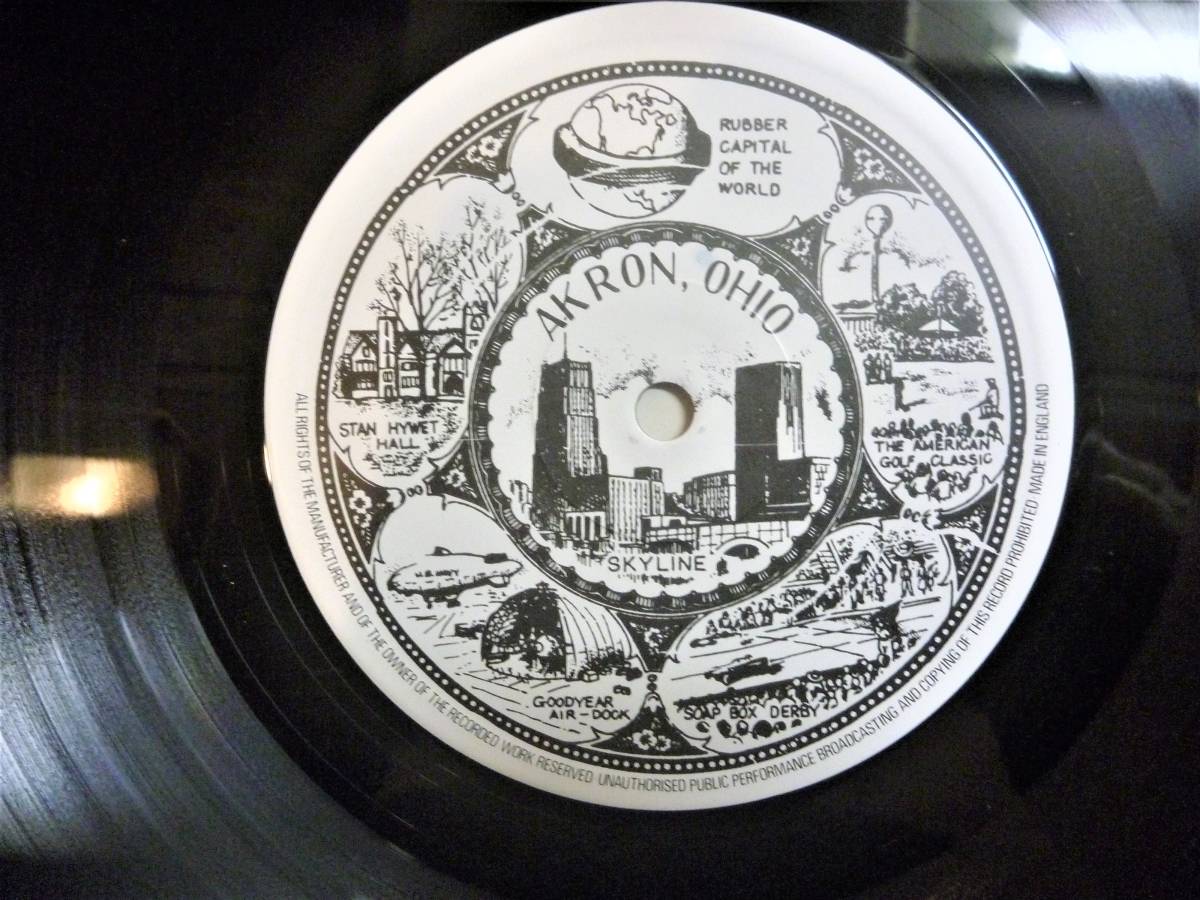 RUBBER
CAPITAL
OF THE
WORLD
AKRON, OHIO
STAN HYWET
HALL
THE AMERICAN
GOLF CLASSIC
SKYLINE
U.S. NAVY
GOODYEAR
AIR-DOCK
SOAP BOX DERBY
ALL RIGHTS OF THE MANUFACTURER AND OF THE OWNER OF THE RECORDED WORK RESERVED UNAUTHORISED PUBLIC PERFORMANCE BROADCASTING AND COPYING OF THIS RECORD PROHIBITED MADE IN ENGLAND